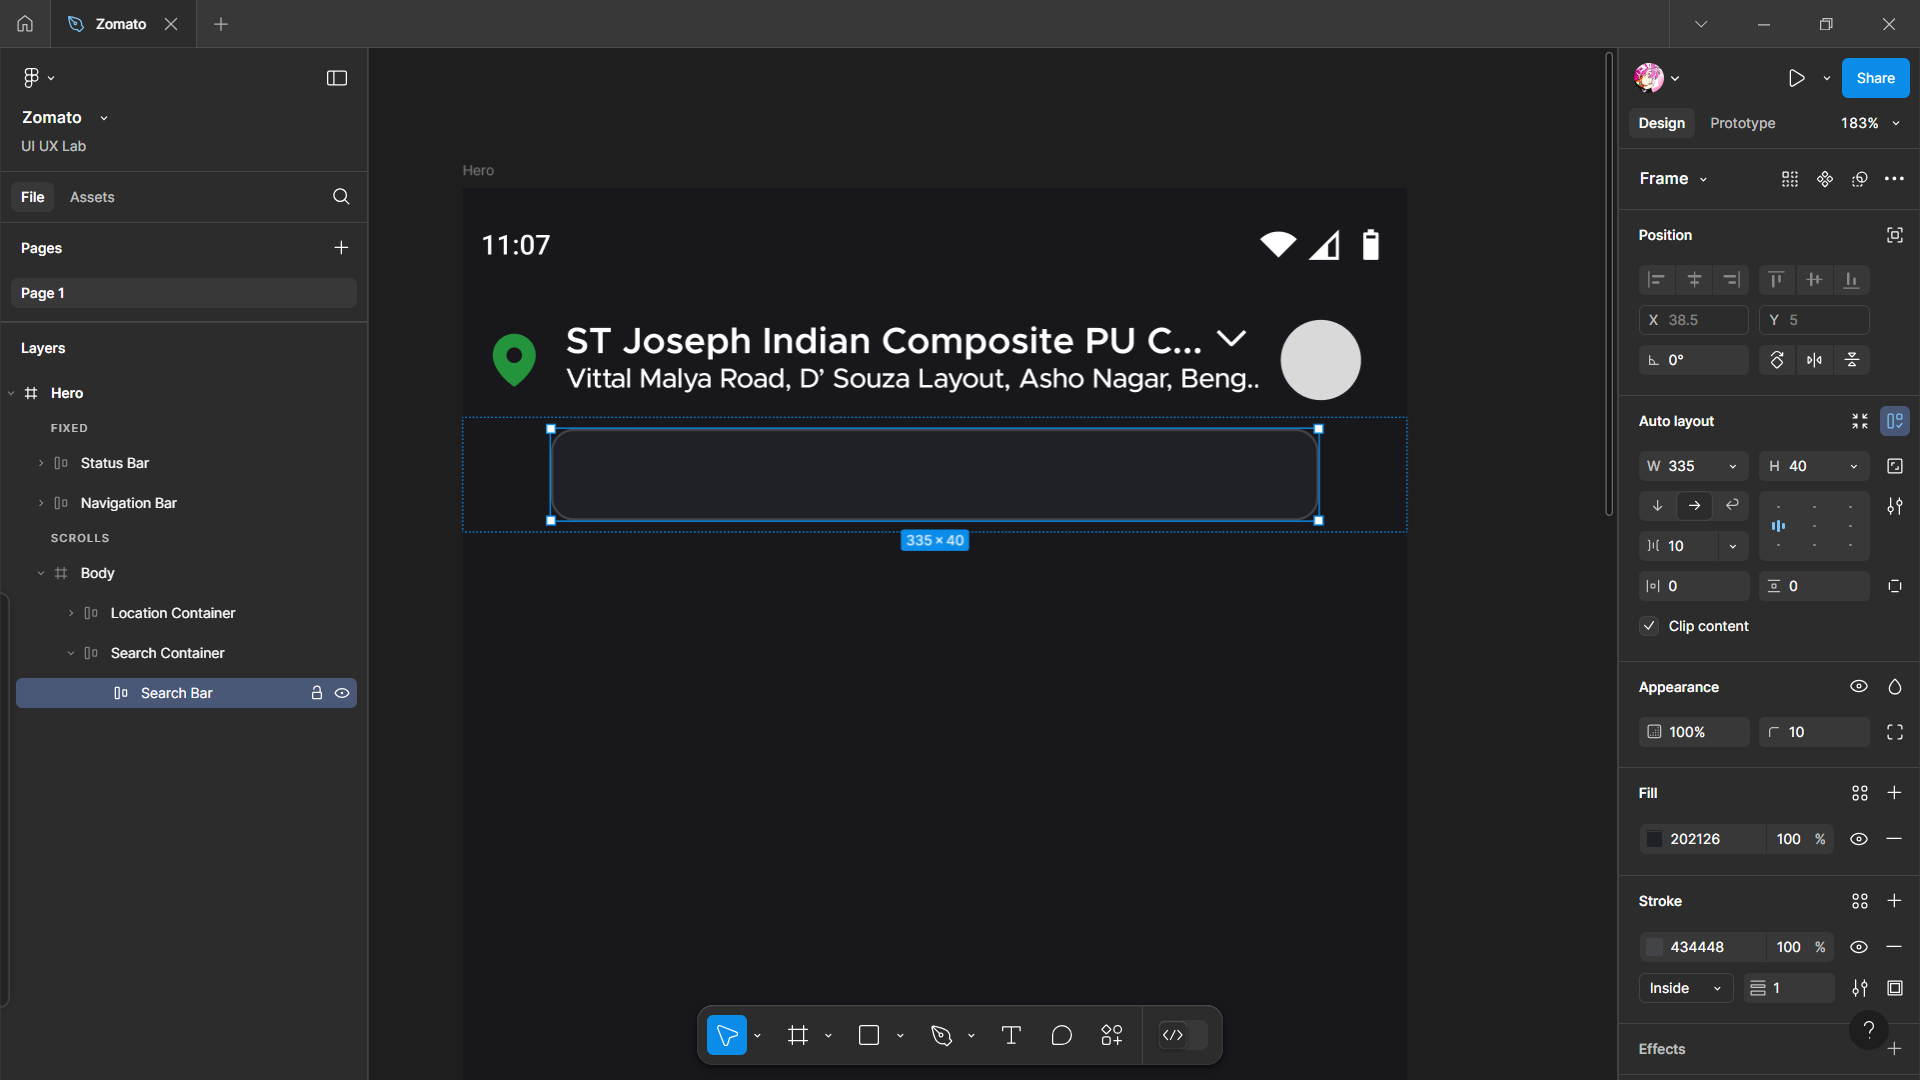 Zomato
Zomato
UI UX Lab
File
Assets
Pages
Page 1
Layers
Hero
FIXED
Status Bar
Navigation Bar
SCROLLS
Body
Location Container
Search Container
Search Bar
Hero
11:07
ST Joseph Indian Composite PU C...
Vittal Malya Road, D’ Souza Layout, Asho Nagar, Beng..
335 × 40
Share
Design
Prototype
183%
Frame
Position
X 38.5
Y 5
0°
Auto layout
W 335
H 40
10
0
0
Clip content
Appearance
100%
10
Fill
202126
100 %
Stroke
434448
100 %
Inside
1
Effects
?